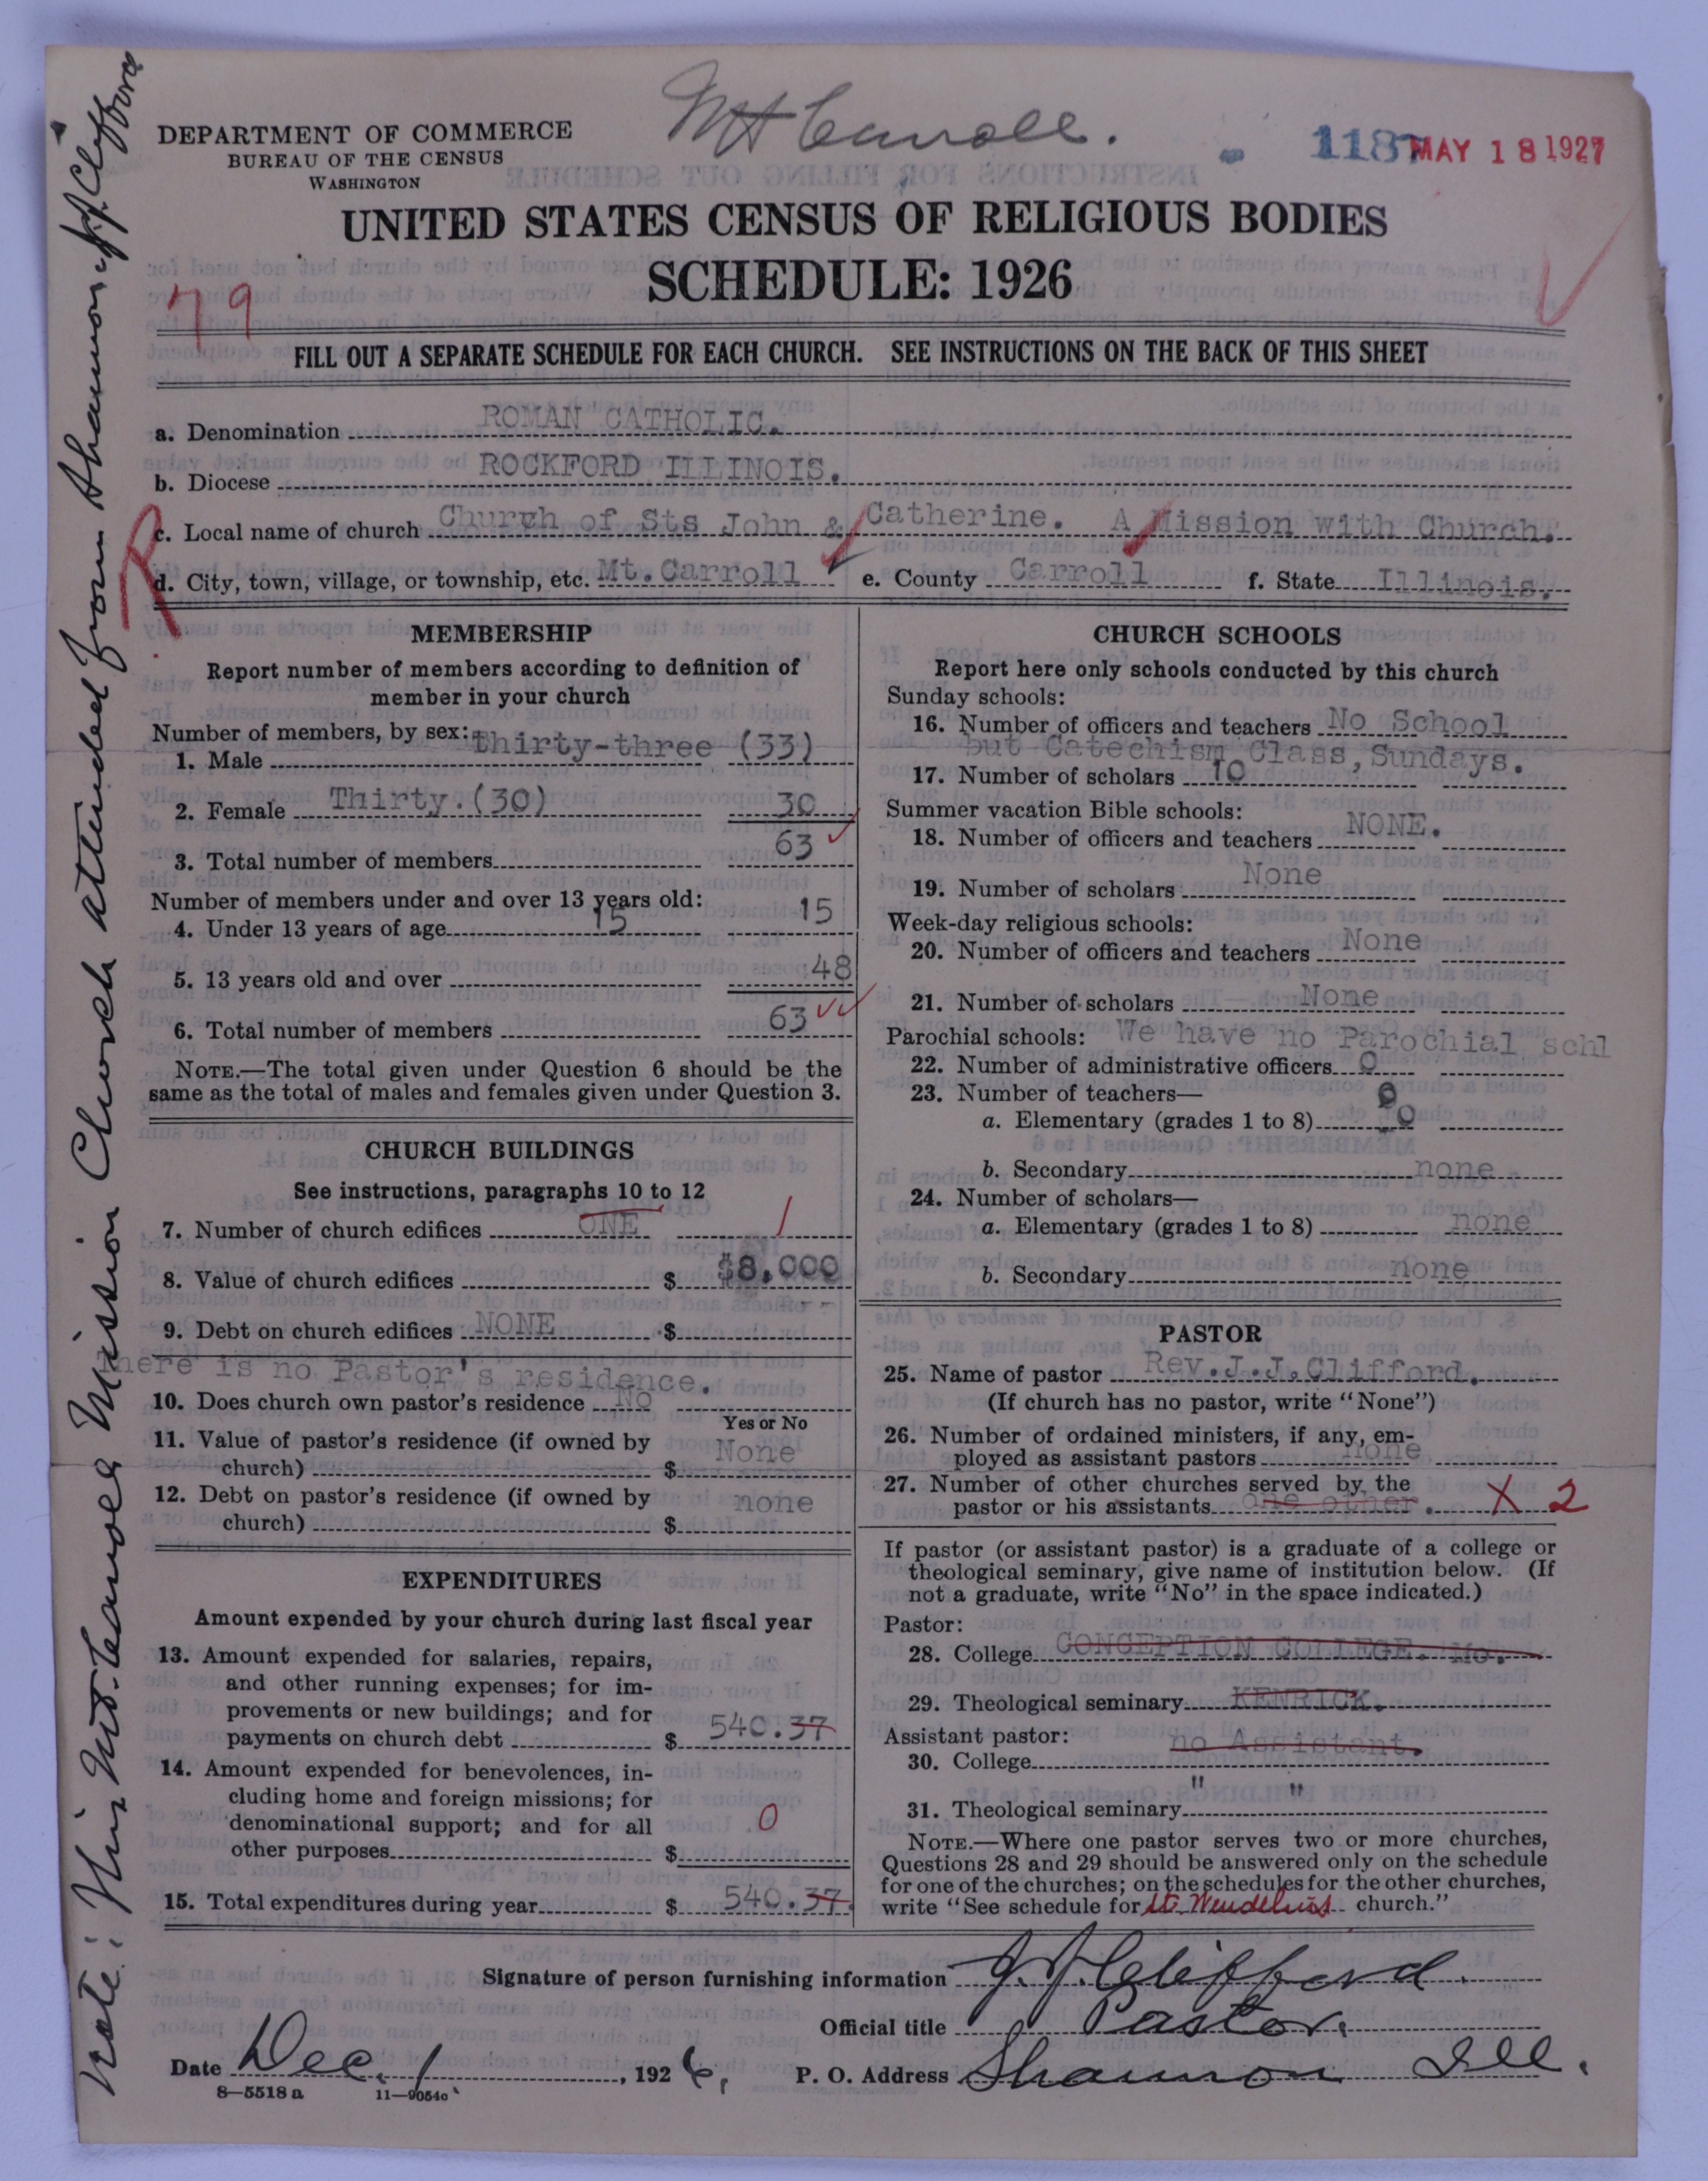 Mt Carroll.
1187 MAY 18 1927
DEPARTMENT OF COMMERCE
BUREAU OF THE CENSUS
WASHINGTON
UNITED STATES CENSUS OF RELIGIOUS BODIES
SCHEDULE: 1926
79
FILL OUT A SEPARATE SCHEDULE FOR EACH CHURCH. SEE INSTRUCTIONS ON THE BACK OF THIS SHEET
a. Denomination ROMAN CATHOLIC.
b. Diocese ROCKFORD ILLINOIS.
c. Local name of church Church of Sts John & Catherine. A Mission with Church.
d. City, town, village, or township, etc. Mt. Carroll e. County Carroll f. State Illinois.
R
MEMBERSHIP
Report number of members according to definition of
member in your church
Number of members, by sex:
1. Male thirty-three (33)
2. Female Thirty. (30) 30
3. Total number of members 63
Number of members under and over 13 years old:
4. Under 13 years of age 15 15
5. 13 years old and over 48
6. Total number of members 63
NOTE.—The total given under Question 6 should be the
same as the total of males and females given under Question 3.
CHURCH BUILDINGS
See instructions, paragraphs 10 to 12
7. Number of church edifices ONE 1
8. Value of church edifices $ $8,000
9. Debt on church edifices NONE $
There is no Pastor's residence.
10. Does church own pastor's residence No
Yes or No
11. Value of pastor's residence (if owned by
church) $ None
12. Debt on pastor's residence (if owned by
church) $ none
EXPENDITURES
Amount expended by your church during last fiscal year
13. Amount expended for salaries, repairs,
and other running expenses; for im-
provements or new buildings; and for
payments on church debt $ 540.37
14. Amount expended for benevolences, in-
cluding home and foreign missions; for
denominational support; and for all
other purposes $ 0
15. Total expenditures during year $ 540.37
CHURCH SCHOOLS
Report here only schools conducted by this church
Sunday schools:
16. Number of officers and teachers No School
but Catechism Class, Sundays.
17. Number of scholars 10
Summer vacation Bible schools:
18. Number of officers and teachers NONE.
19. Number of scholars None
Week-day religious schools:
20. Number of officers and teachers None
21. Number of scholars None
Parochial schools: We have no Parochial schl
22. Number of administrative officers 0
23. Number of teachers—
a. Elementary (grades 1 to 8) 0
b. Secondary none
24. Number of scholars—
a. Elementary (grades 1 to 8) none
b. Secondary none
PASTOR
25. Name of pastor Rev. J. J. Clifford.
(If church has no pastor, write "None")
26. Number of ordained ministers, if any, em-
ployed as assistant pastors none
27. Number of other churches served by the
pastor or his assistants one other. X 2
If pastor (or assistant pastor) is a graduate of a college or
theological seminary, give name of institution below. (If
not a graduate, write "No" in the space indicated.)
Pastor:
28. College CONCEPTION COLLEGE. Mo.
29. Theological seminary KENRICK.
Assistant pastor: no Assistant.
30. College
" "
31. Theological seminary
NOTE.—Where one pastor serves two or more churches,
Questions 28 and 29 should be answered only on the schedule
for one of the churches; on the schedules for the other churches,
write "See schedule for St. Wendelins church."
Signature of person furnishing information J. J. Clifford.
Official title Pastor.
Date Dec. 1, 1926, P. O. Address Shannon Ill.
8—5518 a 11—9054c
Note: This Mt. Carroll Mission Church attended from Shannon J. J. Clifford